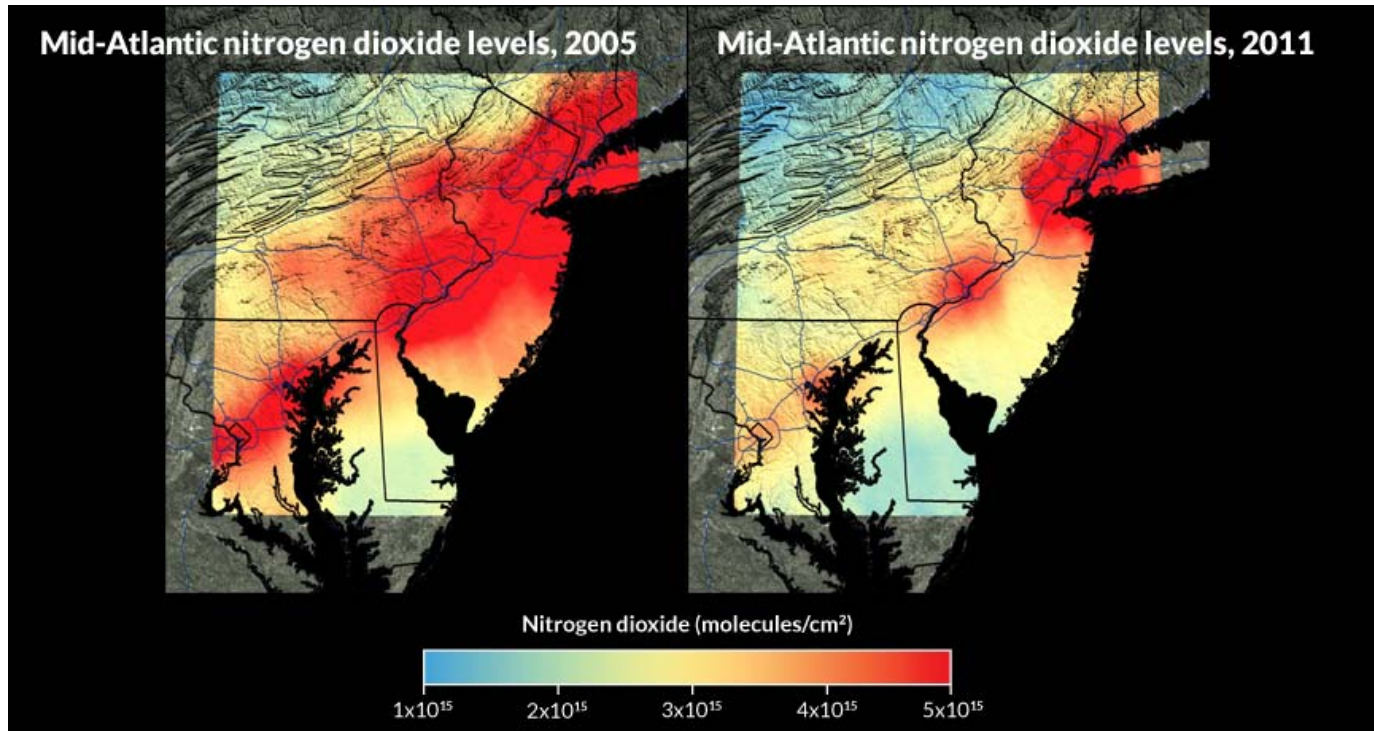 Mid-Atlantic nitrogen dioxide levels, 2005
Mid-Atlantic nitrogen dioxide levels, 2011
Nitrogen dioxide (molecules/cm²)
1x10¹⁵ 2x10¹⁵ 3x10¹⁵ 4x10¹⁵ 5x10¹⁵